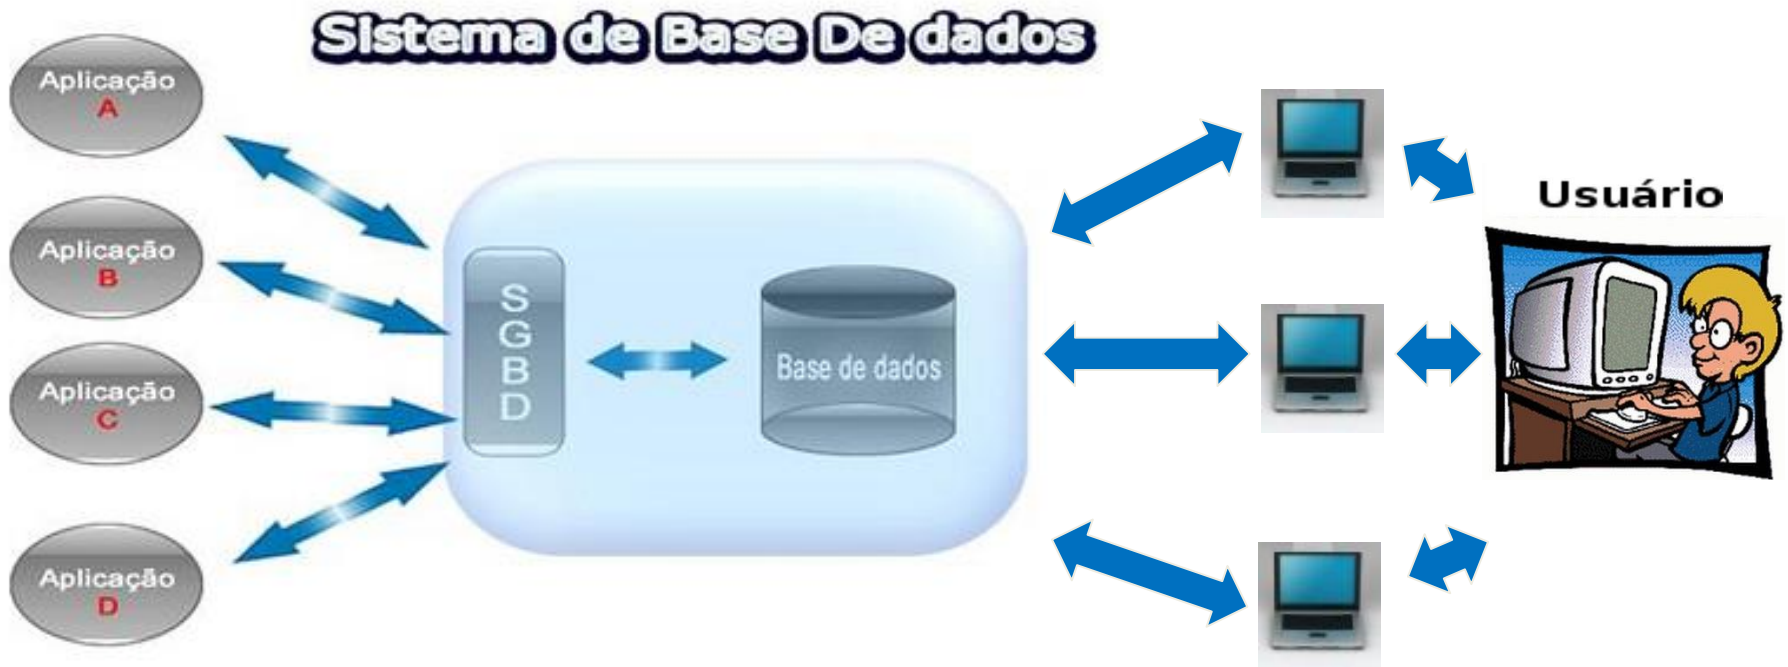 Sistema de Base De dados
Aplicação
A
Aplicação
B
Aplicação
C
Aplicação
D
S
G
B
D
Base de dados
Usuário